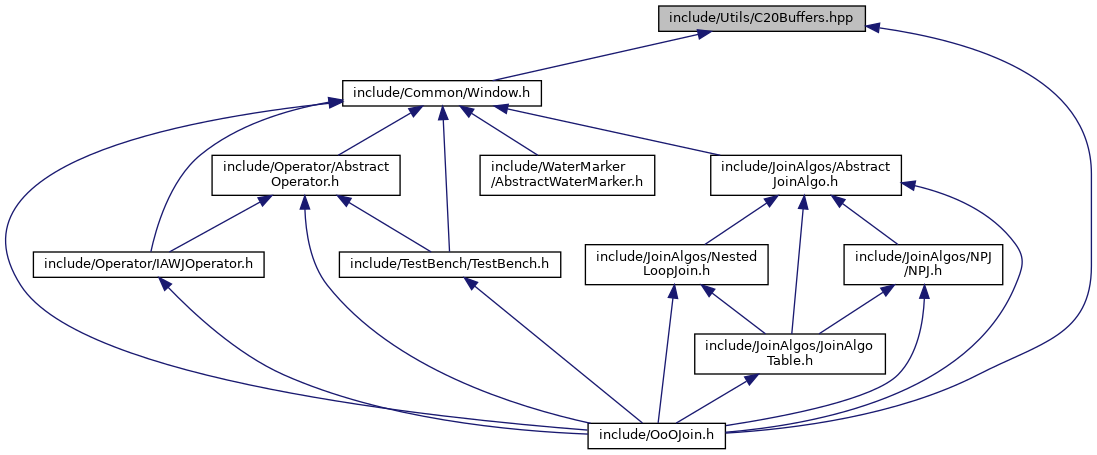 include/Utils/C20Buffers.hpp
include/Common/Window.h
include/Operator/Abstract
Operator.h
include/WaterMarker
/AbstractWaterMarker.h
include/JoinAlgos/Abstract
JoinAlgo.h
include/Operator/IAWJOperator.h
include/TestBench/TestBench.h
include/JoinAlgos/Nested
LoopJoin.h
include/JoinAlgos/NPJ
/NPJ.h
include/JoinAlgos/JoinAlgo
Table.h
include/OoOJoin.h